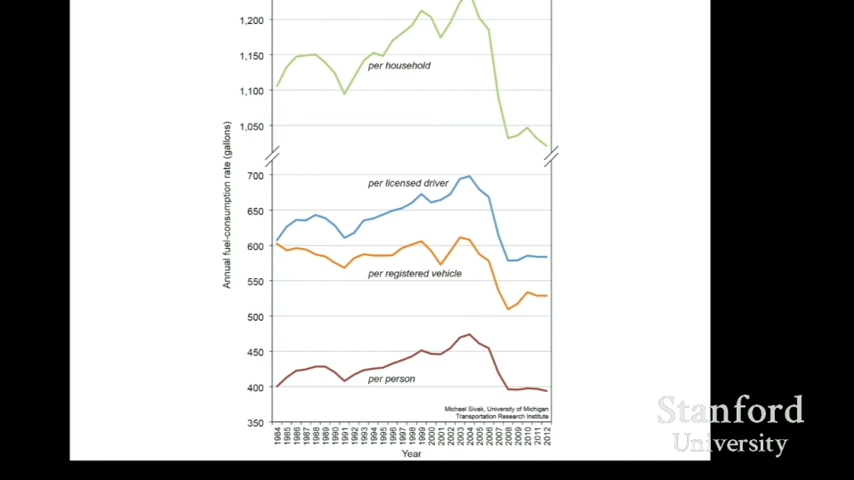 1,200
1,150
per household
1,100
1,050
Annual fuel-consumption rate (gallons)
700
per licensed driver
650
600
per registered vehicle
550
500
450
per person
400
Michael Sivak, University of Michigan
Transportation Research Institute
350
1984 1985 1986 1987 1988 1989 1990 1991 1992 1993 1994 1995 1996 1997 1998 1999 2000 2001 2002 2003 2004 2005 2006 2007 2008 2009 2010 2011 2012
Year
Stanford
University